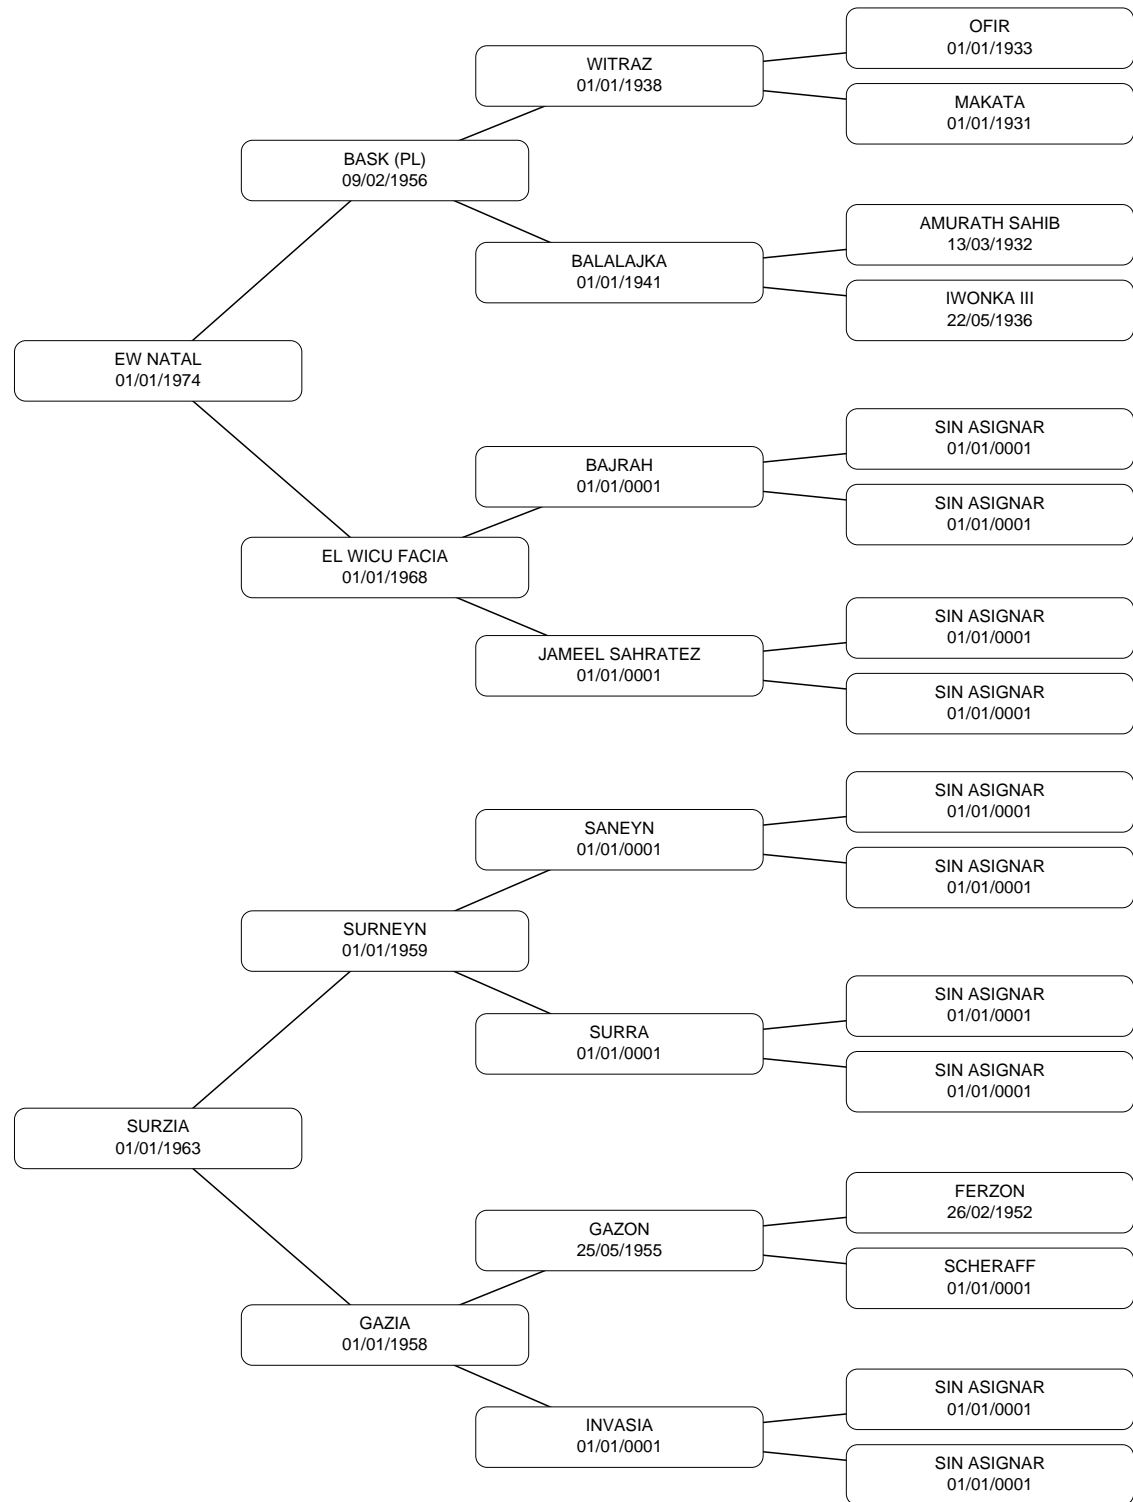 OFIR
01/01/1933
WITRAZ
01/01/1938
MAKATA
01/01/1931
BASK (PL)
09/02/1956
AMURATH SAHIB
13/03/1932
BALALAJKA
01/01/1941
IWONKA III
22/05/1936
EW NATAL
01/01/1974
SIN ASIGNAR
01/01/0001
BAJRAH
01/01/0001
SIN ASIGNAR
01/01/0001
EL WICU FACIA
01/01/1968
SIN ASIGNAR
01/01/0001
JAMEEL SAHRATEZ
01/01/0001
SIN ASIGNAR
01/01/0001
SIN ASIGNAR
01/01/0001
SANEYN
01/01/0001
SIN ASIGNAR
01/01/0001
SURNEYN
01/01/1959
SIN ASIGNAR
01/01/0001
SURRA
01/01/0001
SIN ASIGNAR
01/01/0001
SURZIA
01/01/1963
FERZON
26/02/1952
GAZON
25/05/1955
SCHERAFF
01/01/0001
GAZIA
01/01/1958
SIN ASIGNAR
01/01/0001
INVASIA
01/01/0001
SIN ASIGNAR
01/01/0001